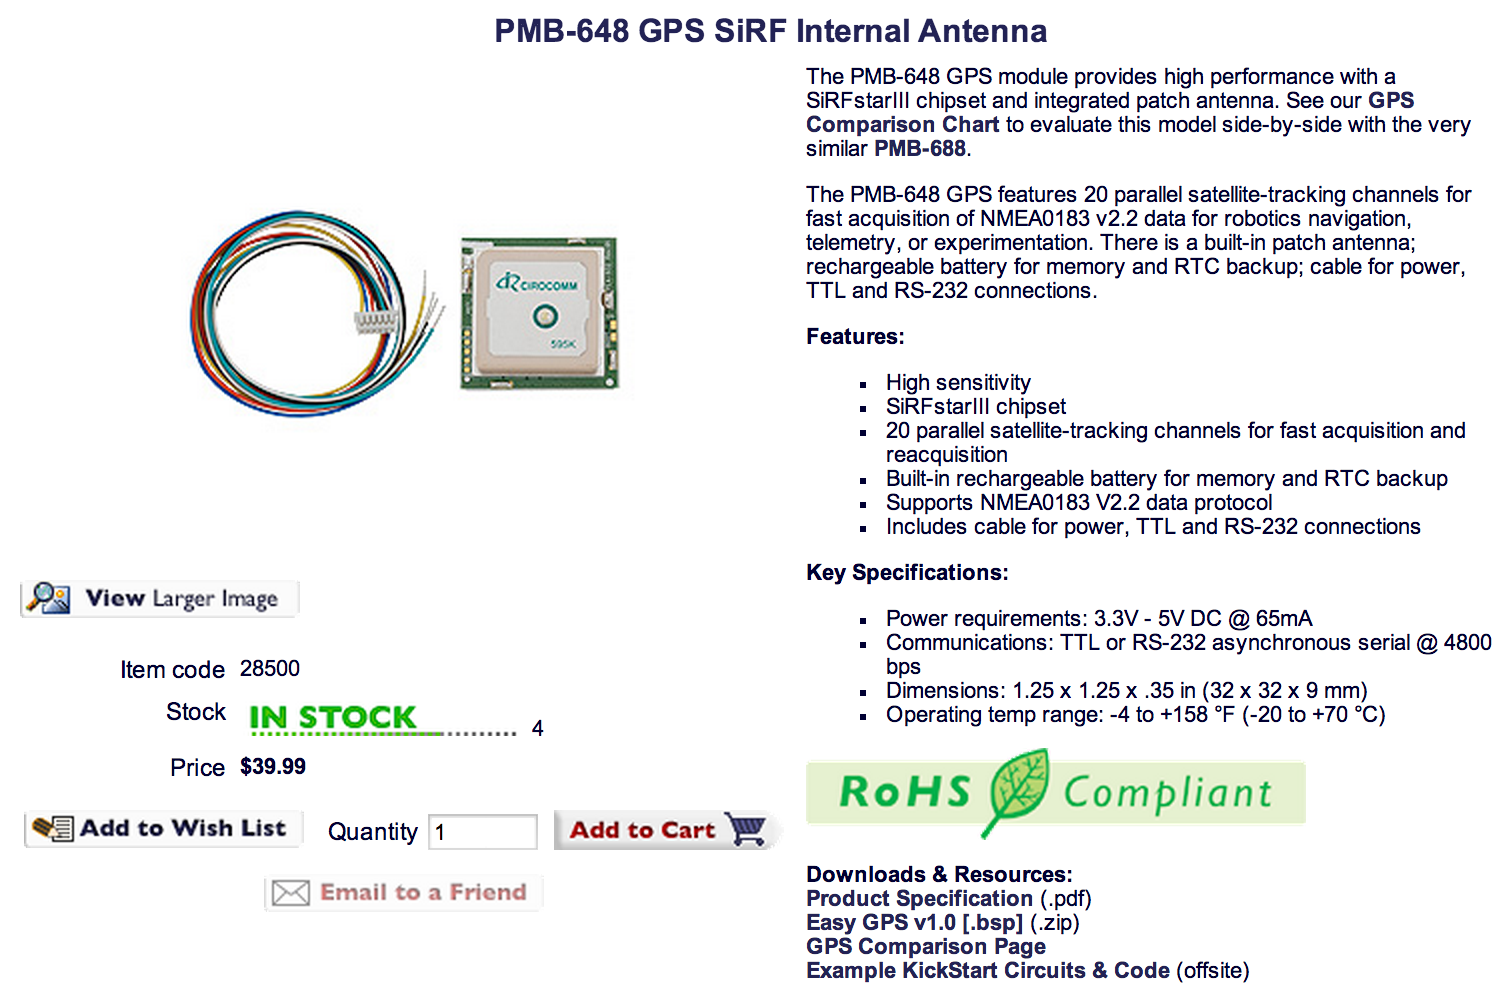 PMB-648 GPS SiRF Internal Antenna
CIROCOMM
595K
View Larger Image
Item code 28500
Stock IN STOCK 4
Price $39.99
Add to Wish List Quantity 1 Add to Cart
Email to a Friend
The PMB-648 GPS module provides high performance with a
SiRFstarIII chipset and integrated patch antenna. See our GPS
Comparison Chart to evaluate this model side-by-side with the very
similar PMB-688.
The PMB-648 GPS features 20 parallel satellite-tracking channels for
fast acquisition of NMEA0183 v2.2 data for robotics navigation,
telemetry, or experimentation. There is a built-in patch antenna;
rechargeable battery for memory and RTC backup; cable for power,
TTL and RS-232 connections.
Features:
▪ High sensitivity
▪ SiRFstarIII chipset
▪ 20 parallel satellite-tracking channels for fast acquisition and
reacquisition
▪ Built-in rechargeable battery for memory and RTC backup
▪ Supports NMEA0183 V2.2 data protocol
▪ Includes cable for power, TTL and RS-232 connections
Key Specifications:
▪ Power requirements: 3.3V - 5V DC @ 65mA
▪ Communications: TTL or RS-232 asynchronous serial @ 4800
bps
▪ Dimensions: 1.25 x 1.25 x .35 in (32 x 32 x 9 mm)
▪ Operating temp range: -4 to +158 °F (-20 to +70 °C)
RoHS Compliant
Downloads & Resources:
Product Specification (.pdf)
Easy GPS v1.0 [.bsp] (.zip)
GPS Comparison Page
Example KickStart Circuits & Code (offsite)